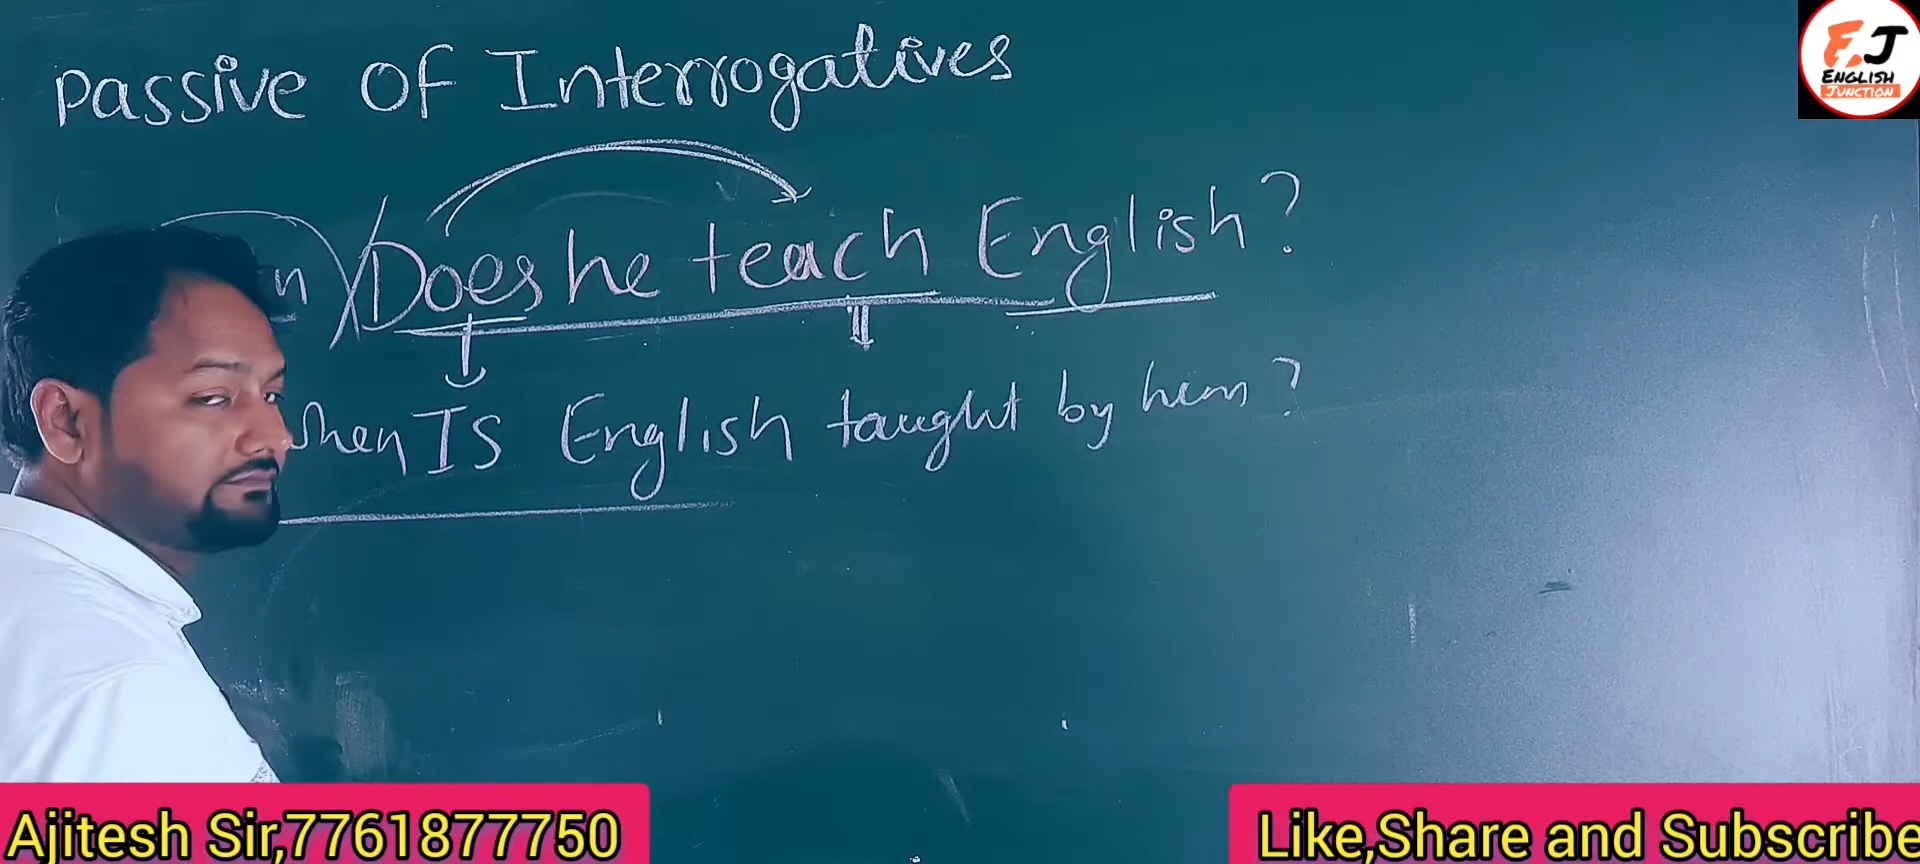 Passive Of Interrogatives
E.J
ENGLISH
JUNCTION
n) Does he teach English?
when IS English taught by him?
Ajitesh Sir,7761877750
Like,Share and Subscribe